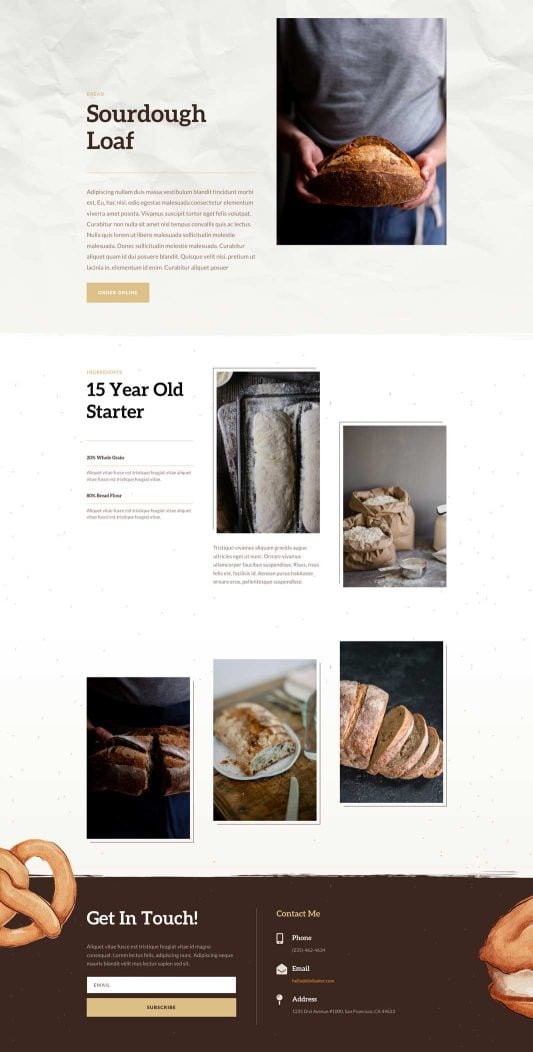 BREAD
Sourdough
Loaf
Adipiscing nullam duis massa vestibulum blandit tincidunt morbi
est. Eu, hac nisi, odio egestas malesuada consectetur elementum
viverra amet posota. Vivamus suscipit tortor eget felis volutpat.
Curabitur non nulla sit amet nisl tempus convallis quis ac lectus.
Nulla quis lorem ut libero malesuada sollicitudin molestie
malesuada. Donec sollicitudin molestie malesuada. Curabitur
aliquet quam id dui posuere blandit. Quisque velit nisi, pretium ut
lacinia in, elementum id enim. Curabitur aliquet posuer
ORDER ONLINE
INGREDIENTS
15 Year Old
Starter
20% Whole Grain
Aliquet vitae fusce est tristique feugiat vitae aliquet
vitae fusce est tristique feugiat vitae.
80% Bread Flour
Aliquet vitae fusce est tristique feugiat vitae aliquet
vitae fusce est tristique feugiat vitae.
Tristique vivamus aliquam gravida augue
ultricies eget ut nunc. Ornare vivamus
ullamcorper faucibus suspendisse. Risus, risus
felis est, facilisis id. Aenean purus habitasse
ornare eros, pellentesque suspendisse.
Get In Touch!
Aliquet vitae fusce est tristique feugiat vitae id magna
consequat. Lorem lectus felis, adipiscing nunc. Adipiscing neque
mauris blandit velit mus lectus sapien sed sit.
EMAIL
SUBSCRIBE
Contact Me
Phone
(235)-462-4634
Email
hello@divibaker.com
Address
1235 Divi Avenue #1000, San Francisco, CA 49623